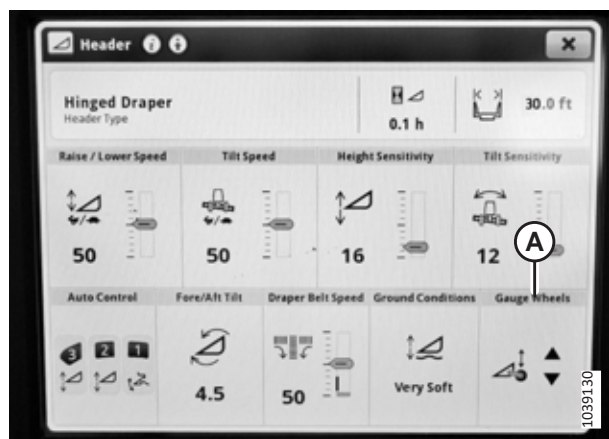 Header
Hinged Draper
Header Type
0.1 h
30.0 ft
Raise / Lower Speed
Tilt Speed
Height Sensitivity
Tilt Sensitivity
50
50
16
12
A
Auto Control
Fore/Aft Tilt
Draper Belt Speed
Ground Conditions
Gauge Wheels
3 2 1
4.5
50
Very Soft
1039130